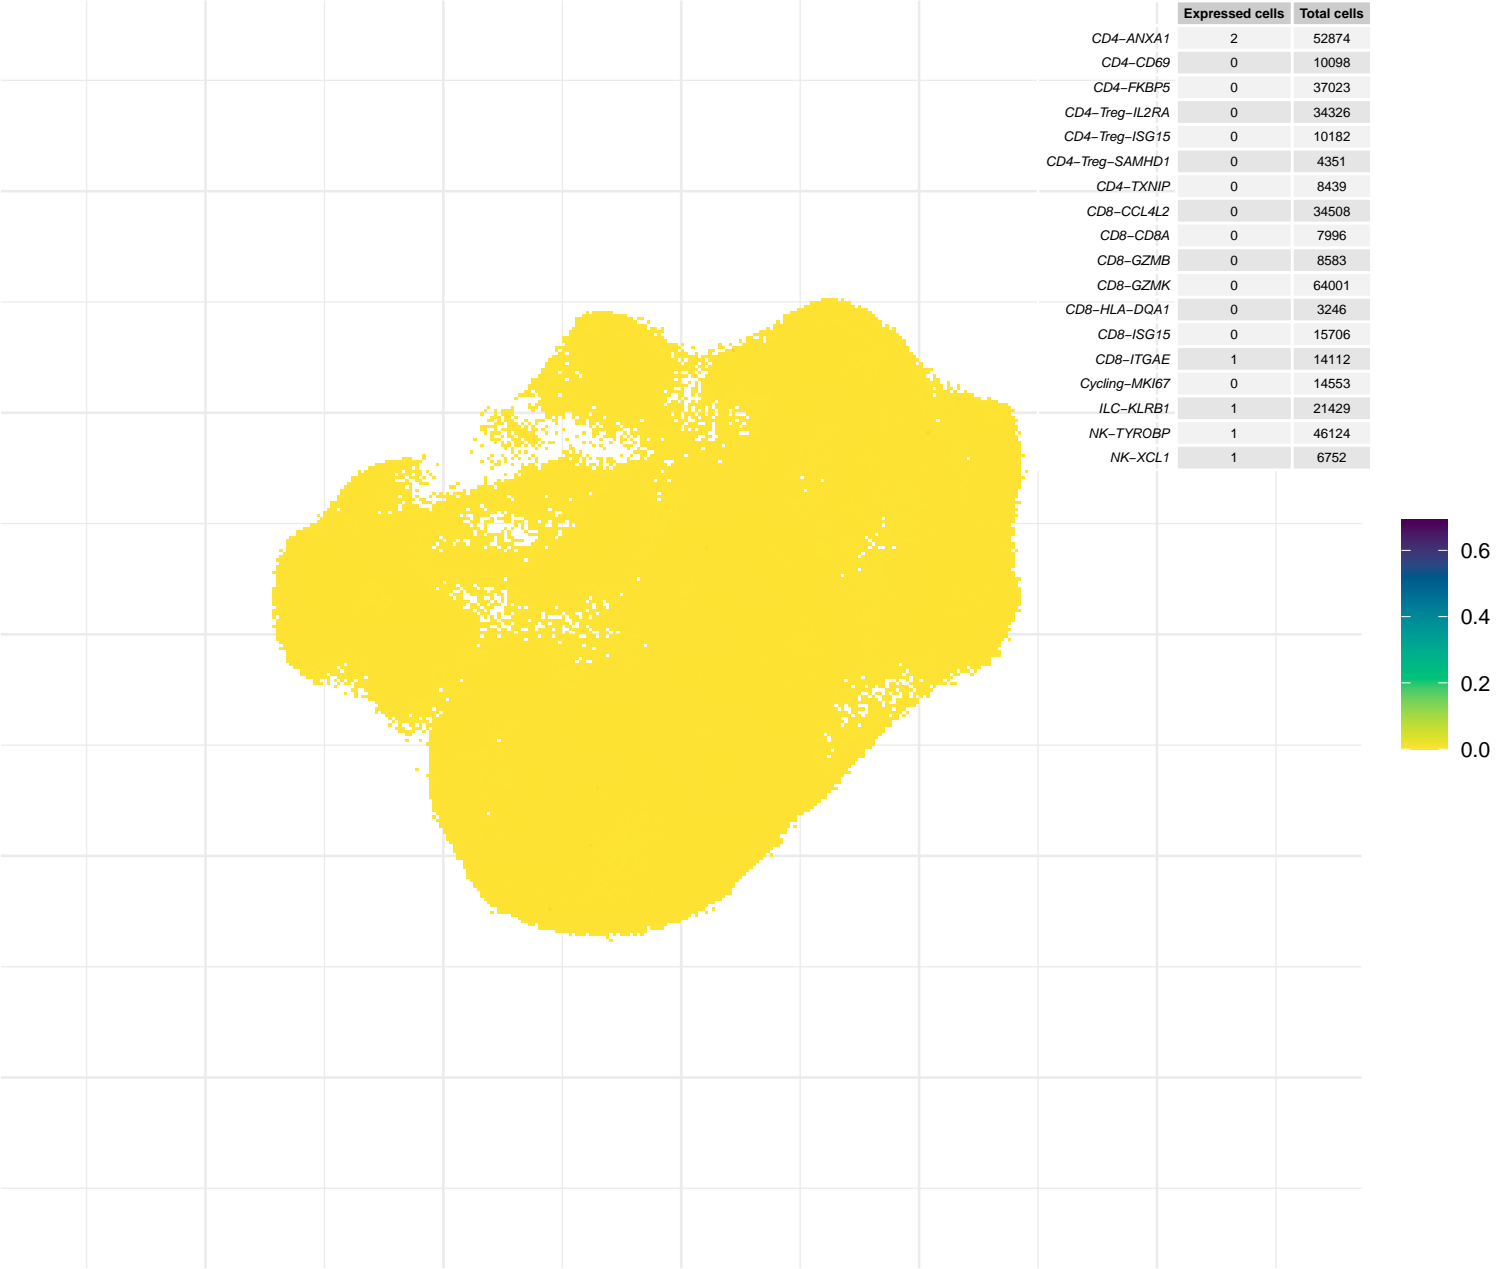 Expressed cells Total cells
CD4−ANXA1 2 52874
CD4−CD69 0 10098
CD4−FKBP5 0 37023
CD4−Treg−IL2RA 0 34326
CD4−Treg−ISG15 0 10182
CD4−Treg−SAMHD1 0 4351
CD4−TXNIP 0 8439
CD8−CCL4L2 0 34508
CD8−CD8A 0 7996
CD8−GZMB 0 8583
CD8−GZMK 0 64001
CD8−HLA−DQA1 0 3246
CD8−ISG15 0 15706
CD8−ITGAE 1 14112
Cycling−MKI67 0 14553
ILC−KLRB1 1 21429
NK−TYROBP 1 46124
NK−XCL1 1 6752
0.6
0.4
0.2
0.0